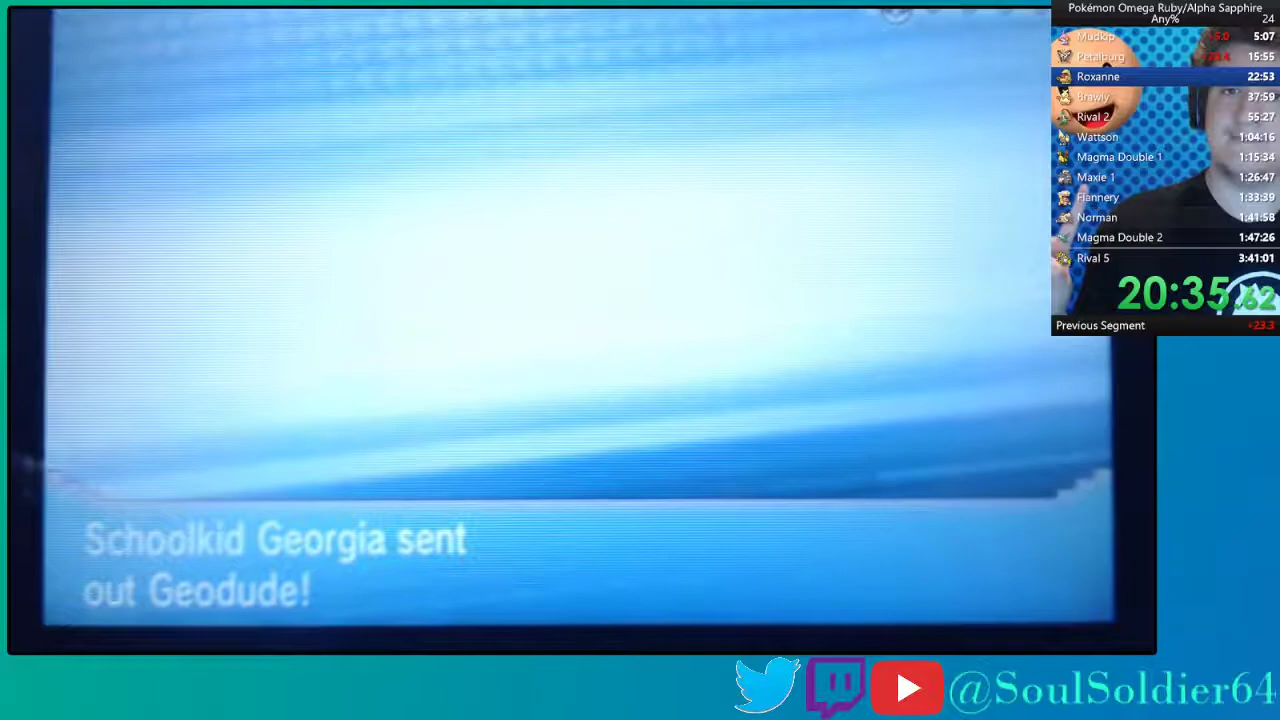 Pokémon Omega Ruby/Alpha Sapphire
Any% 24
Mudkip 5:07
Petalburg 15:55
Roxanne 22:53
Brawly 37:59
Rival 2 55:27
Wattson 1:04:16
Magma Double 1 1:15:34
Maxie 1 1:26:47
Flannery 1:33:39
Norman 1:41:58
Magma Double 2 1:47:26
Rival 5 3:41:01
20:35.62
Previous Segment +23.3
Schoolkid Georgia sent
out Geodude!
@SoulSoldier64